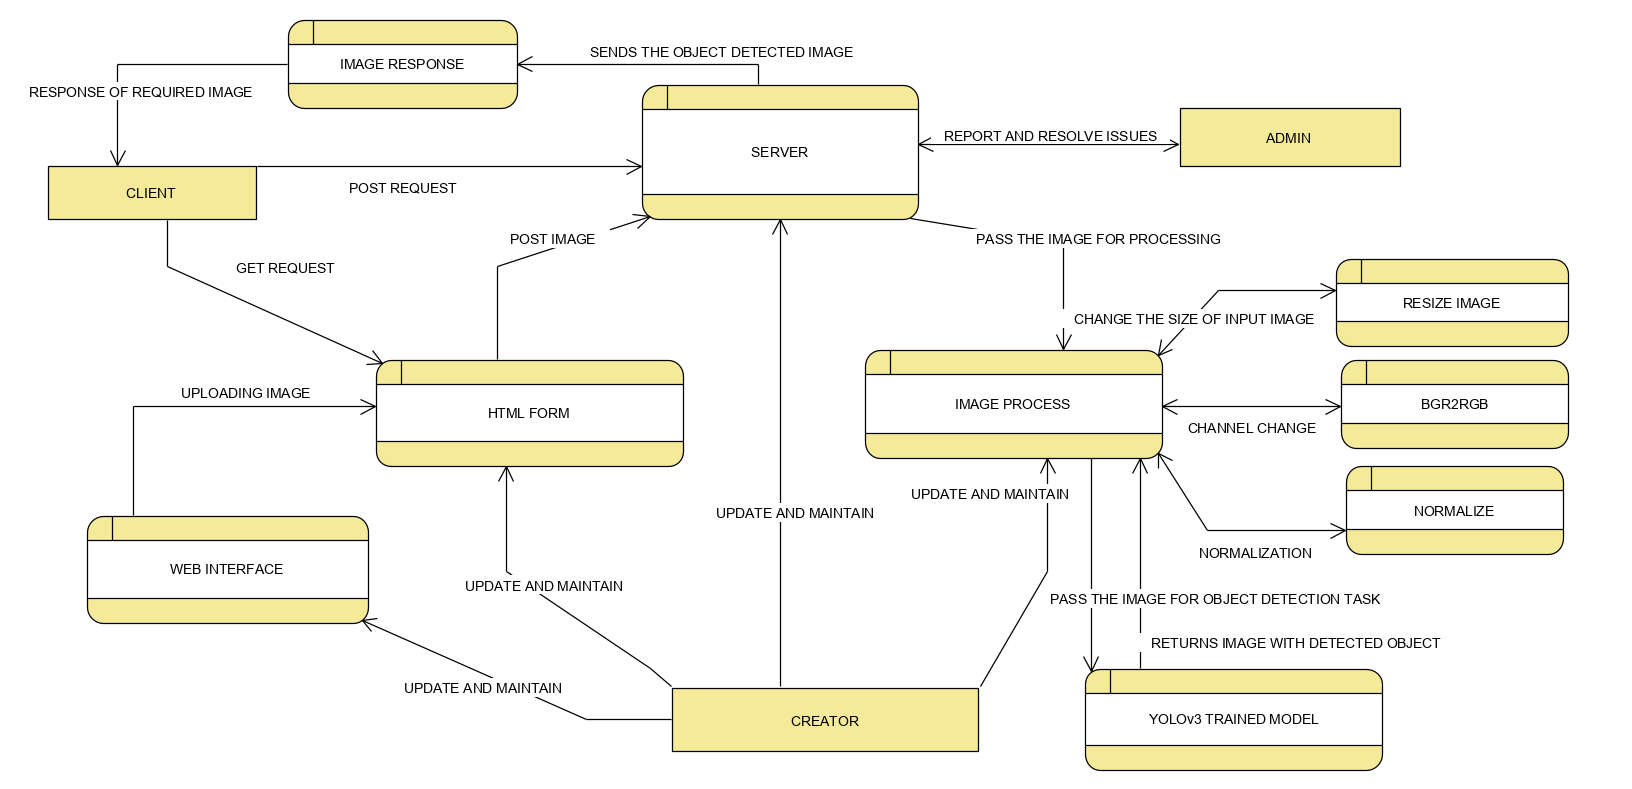 SENDS THE OBJECT DETECTED IMAGE
IMAGE RESPONSE
RESPONSE OF REQUIRED IMAGE
REPORT AND RESOLVE ISSUES
ADMIN
SERVER
CLIENT
POST REQUEST
POST IMAGE
PASS THE IMAGE FOR PROCESSING
GET REQUEST
RESIZE IMAGE
CHANGE THE SIZE OF INPUT IMAGE
UPLOADING IMAGE
HTML FORM
IMAGE PROCESS
BGR2RGB
CHANNEL CHANGE
UPDATE AND MAINTAIN
UPDATE AND MAINTAIN
NORMALIZE
NORMALIZATION
WEB INTERFACE
UPDATE AND MAINTAIN
PASS THE IMAGE FOR OBJECT DETECTION TASK
RETURNS IMAGE WITH DETECTED OBJECT
UPDATE AND MAINTAIN
CREATOR
YOLOv3 TRAINED MODEL